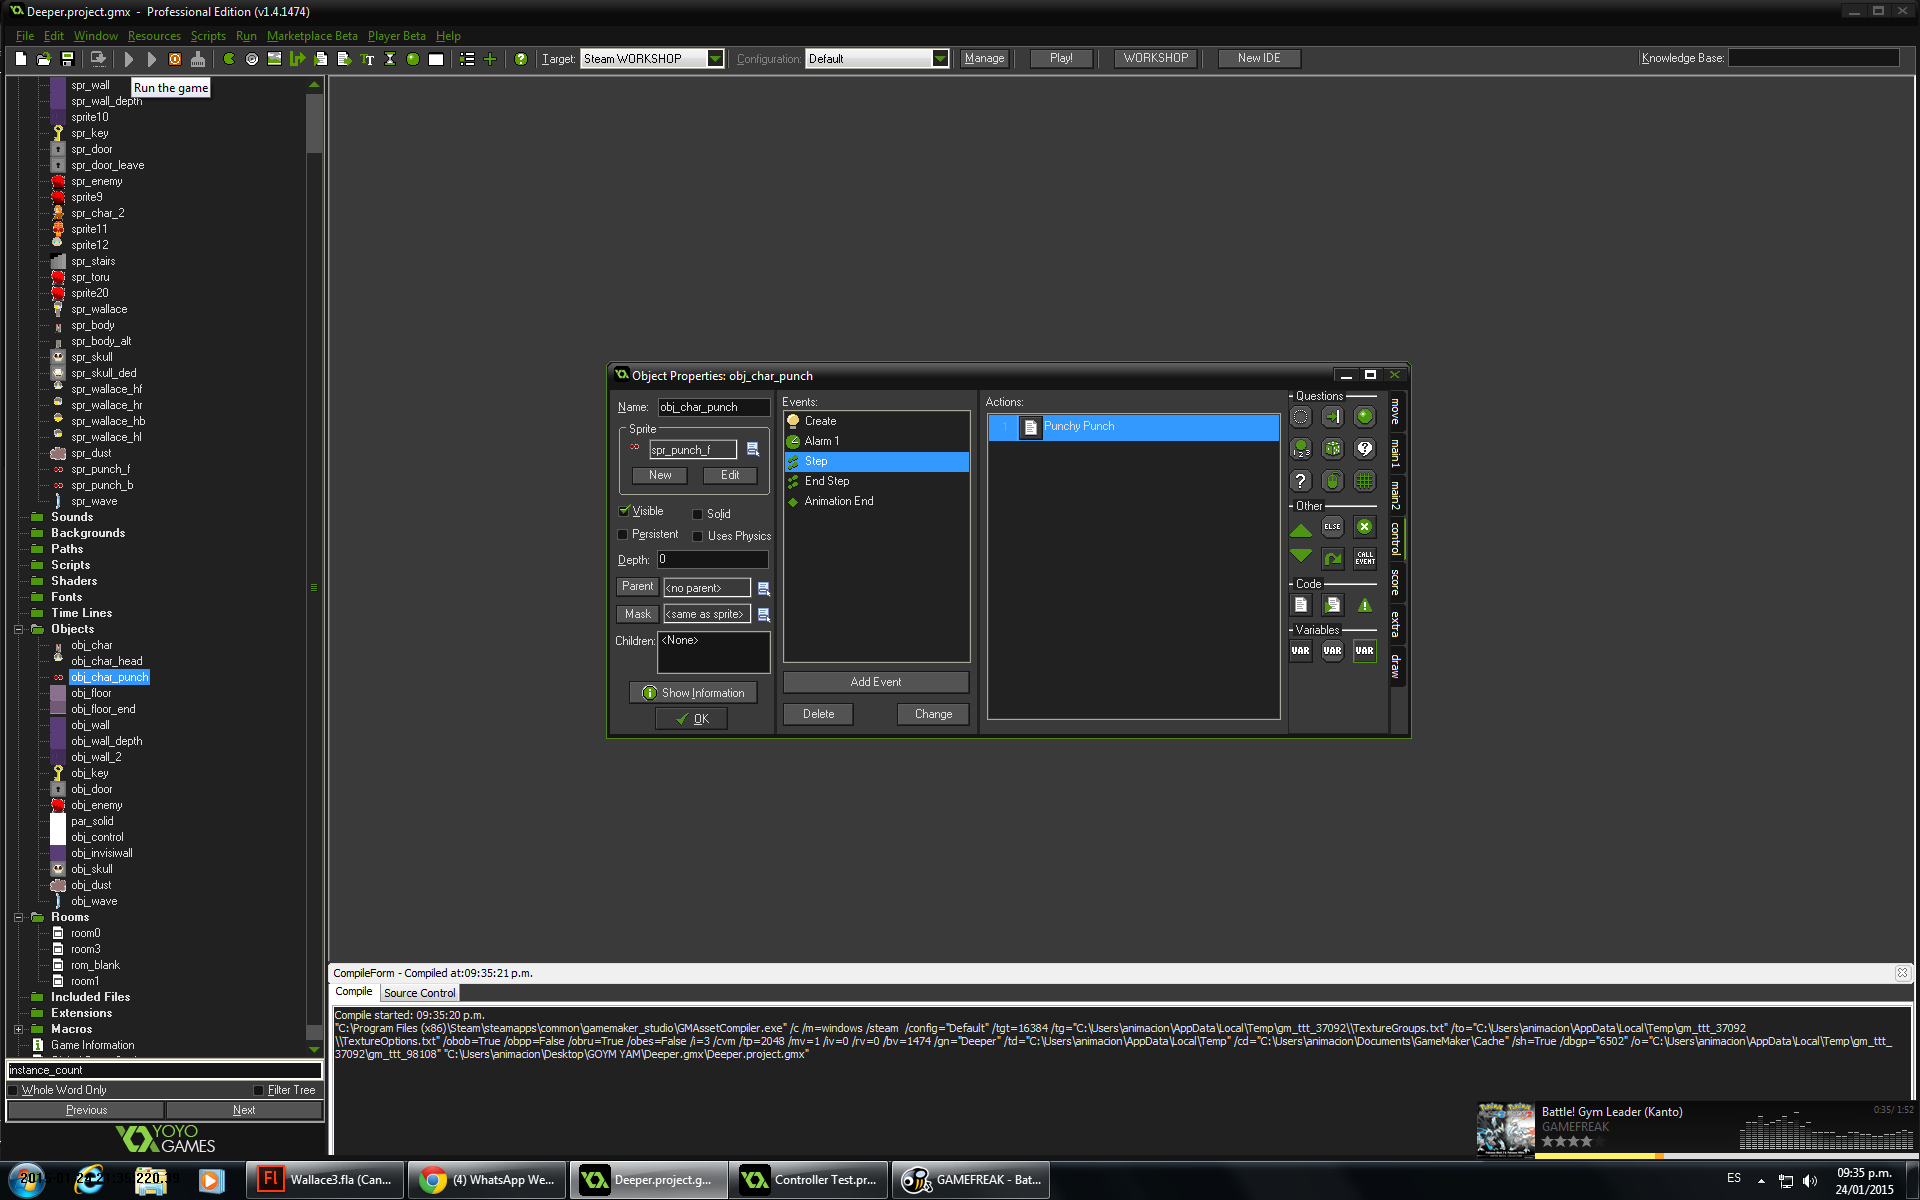 Deeper.project.gmx - Professional Edition (v1.4.1474)
File Edit Window Resources Scripts Run Marketplace Beta Player Beta Help
Target: Steam WORKSHOP Configuration: Default Manage Play! WORKSHOP New IDE Knowledge Base:
Run the game
spr_wall
spr_wall_depth
sprite10
spr_key
spr_door
spr_door_leave
spr_enemy
sprite9
spr_char_2
sprite11
sprite12
spr_stairs
spr_toru
sprite20
spr_wallace
spr_body
spr_body_alt
spr_skull
spr_skull_ded
spr_wallace_hf
spr_wallace_hr
spr_wallace_hb
spr_wallace_hl
spr_dust
spr_punch_f
spr_punch_b
spr_wave
Sounds
Backgrounds
Paths
Scripts
Shaders
Fonts
Time Lines
Objects
obj_char
obj_char_head
obj_char_punch
obj_floor
obj_floor_end
obj_wall
obj_wall_depth
obj_wall_2
obj_key
obj_door
obj_enemy
par_solid
obj_control
obj_invisiwall
obj_skull
obj_dust
obj_wave
Rooms
room0
room3
rom_blank
room1
Included Files
Extensions
Macros
Game Information
instance_count
Whole Word Only Filter Tree
Previous Next
YOYO
GAMES
Object Properties: obj_char_punch
Name: obj_char_punch
Sprite
spr_punch_f
New Edit
Visible Solid
Persistent Uses Physics
Depth: 0
Parent <no parent>
Mask <same as sprite>
Children: <None>
Show Information
OK
Events:
Create
Alarm 1
Step
End Step
Animation End
Add Event
Delete Change
Actions:
1 Punchy Punch
Questions
1 2 3
Other
ELSE
CALL EVENT
Code
Variables
VAR VAR VAR
move
main1
main2
control
score
extra
draw
CompileForm - Compiled at:09:35:21 p.m.
Compile Source Control
Compile started: 09:35:20 p.m.
"C:\Program Files (x86)\Steam\steamapps\common\gamemaker_studio\GMAssetCompiler.exe" /c /m=windows /steam /config="Default" /tgt=16384 /tg="C:\Users\animacion\AppData\Local\Temp\gm_ttt_37092\\TextureGroups.txt" /to="C:\Users\animacion\AppData\Local\Temp\gm_ttt_37092
\\TextureOptions.txt" /obob=True /obpp=False /obru=True /obes=False /i=3 /cvm /tp=2048 /mv=1 /iv=0 /rv=0 /bv=1474 /gn="Deeper" /td="C:\Users\animacion\AppData\Local\Temp" /cd="C:\Users\animacion\Documents\GameMaker\Cache" /sh=True /dbgp="6502" /o="C:\Users\animacion\AppData\Local\Temp\gm_ttt_
37092\gm_ttt_98108" "C:\Users\animacion\Desktop\GOYM YAM\Deeper.gmx\Deeper.project.gmx"
Battle! Gym Leader (Kanto) 0:35/ 1:52
GAMEFREAK
Wallace3.fla (Can... (4) WhatsApp We... Deeper.project.g... Controller Test.pr... GAMEFREAK - Bat...
ES 09:35 p.m.
24/01/2015